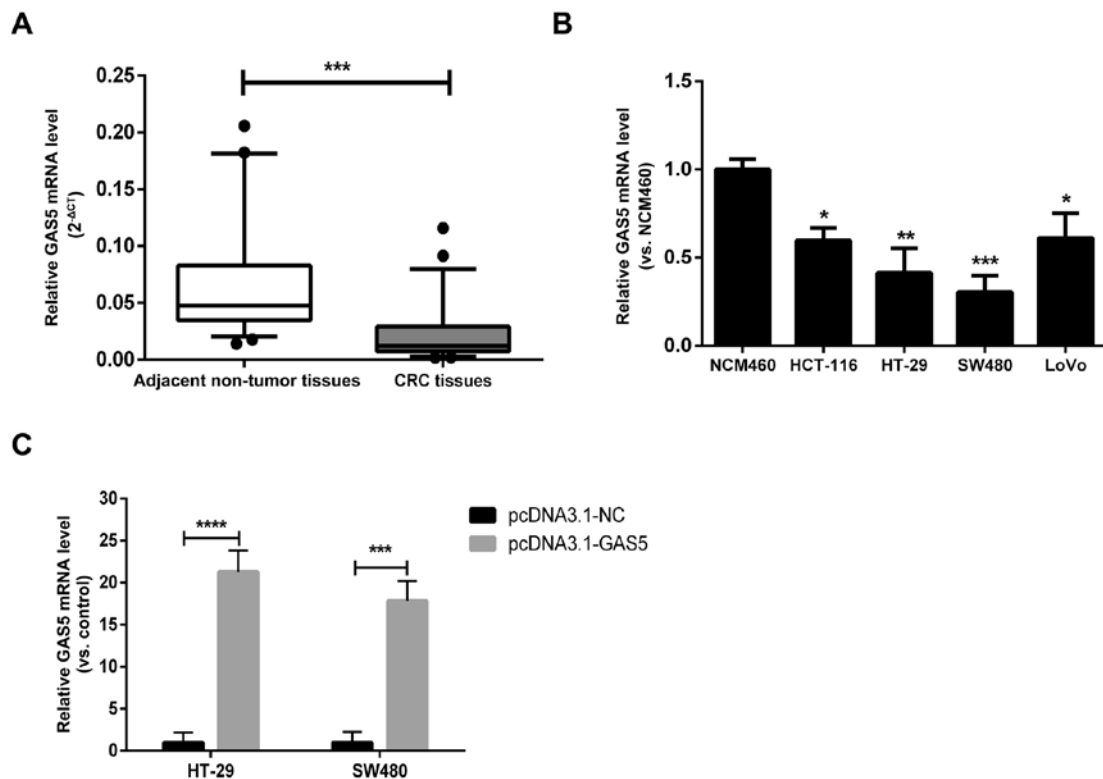 A
Relative GAS5 mRNA level
(2-ΔCT)
0.25
0.20
0.15
0.10
0.05
0.00
***
Adjacent non-tumor tissues
CRC tissues
B
Relative GAS5 mRNA level
(vs. NCM460)
1.5
1.0
0.5
0.0
*
**
***
*
NCM460
HCT-116
HT-29
SW480
LoVo
C
Relative GAS5 mRNA level
(vs. control)
30
25
20
15
10
5
0
****
***
HT-29
SW480
pcDNA3.1-NC
pcDNA3.1-GAS5